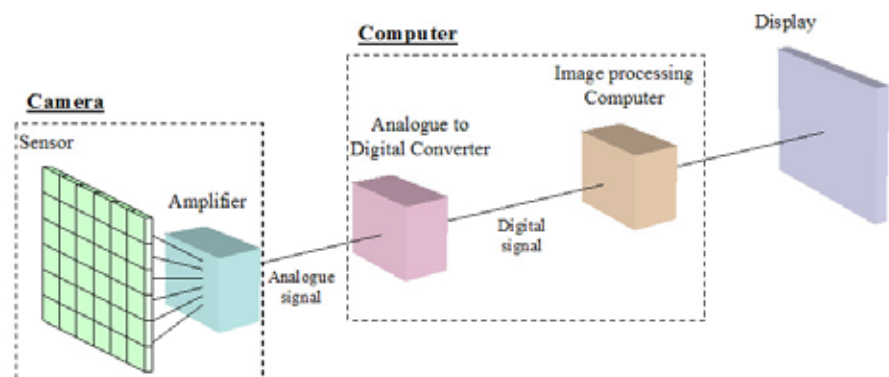 Camera
Sensor
Amplifier
Analogue
signal
Computer
Analogue to
Digital Converter
Digital
signal
Image processing
Computer
Display